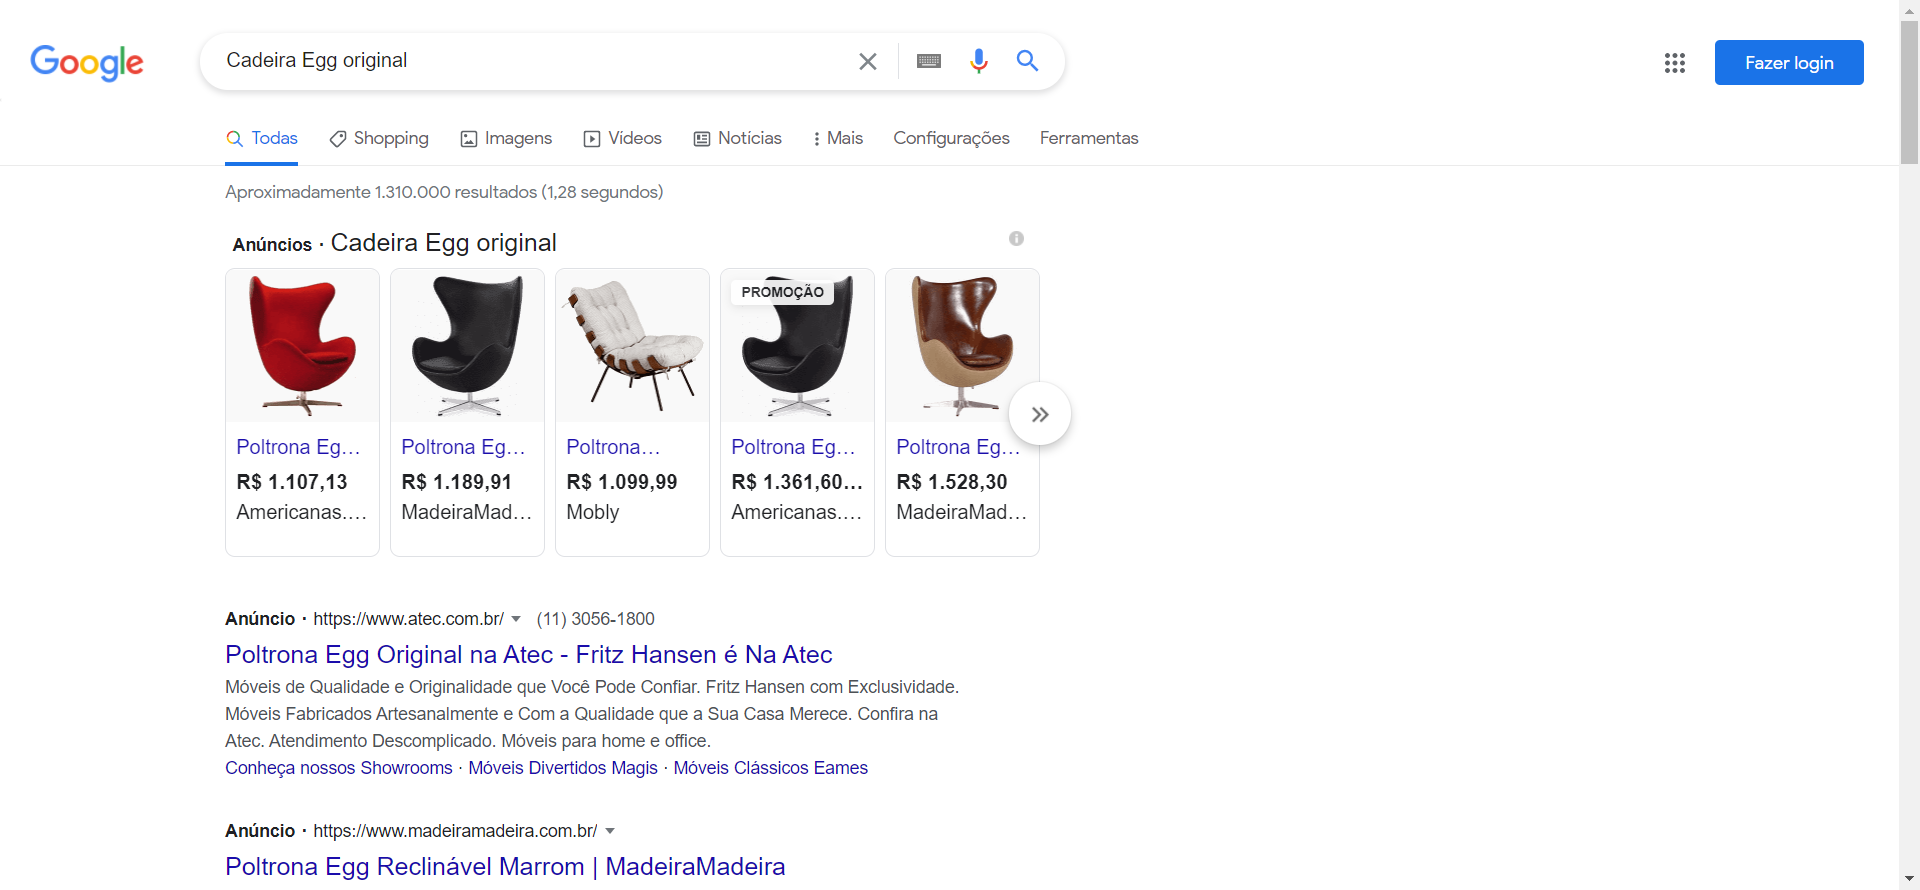 Google
Cadeira Egg original
Fazer login
Todas
Shopping
Imagens
Vídeos
Notícias
Mais
Configurações
Ferramentas
Aproximadamente 1.310.000 resultados (1,28 segundos)
Anúncios · Cadeira Egg original
PROMOÇÃO
Poltrona Eg…
R$ 1.107,13
Americanas.…
Poltrona Eg…
R$ 1.189,91
MadeiraMad…
Poltrona…
R$ 1.099,99
Mobly
Poltrona Eg…
R$ 1.361,60…
Americanas.…
Poltrona Eg…
R$ 1.528,30
MadeiraMad…
Anúncio · https://www.atec.com.br/ (11) 3056-1800
Poltrona Egg Original na Atec - Fritz Hansen é Na Atec
Móveis de Qualidade e Originalidade que Você Pode Confiar. Fritz Hansen com Exclusividade.
Móveis Fabricados Artesanalmente e Com a Qualidade que a Sua Casa Merece. Confira na
Atec. Atendimento Descomplicado. Móveis para home e office.
Conheça nossos Showrooms · Móveis Divertidos Magis · Móveis Clássicos Eames
Anúncio · https://www.madeiramadeira.com.br/
Poltrona Egg Reclinável Marrom | MadeiraMadeira